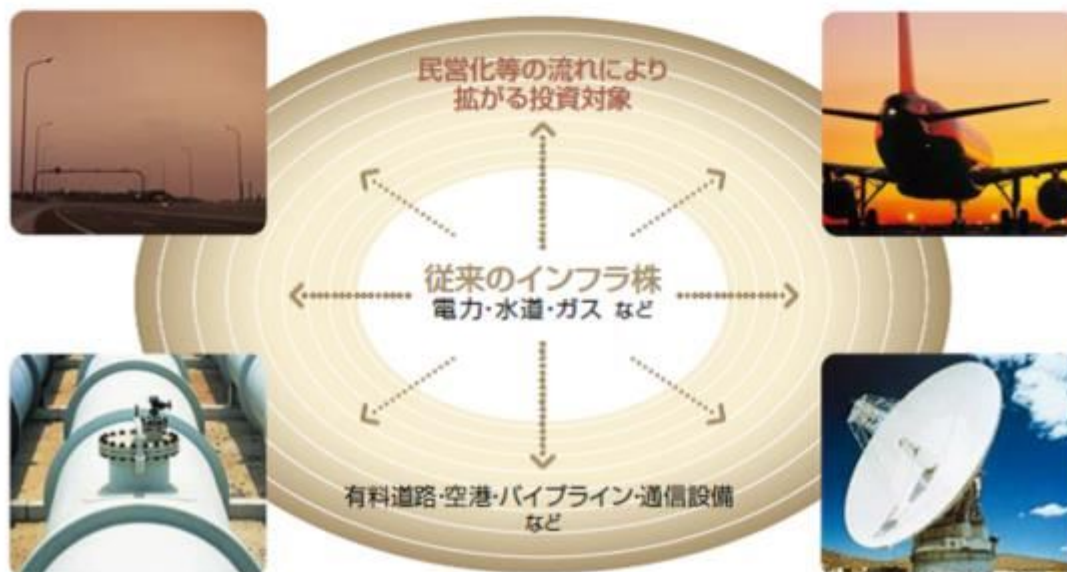 民営化等の流れにより
拡がる投資対象
従来のインフラ株
電力・水道・ガス など
有料道路・空港・パイプライン・通信設備
など